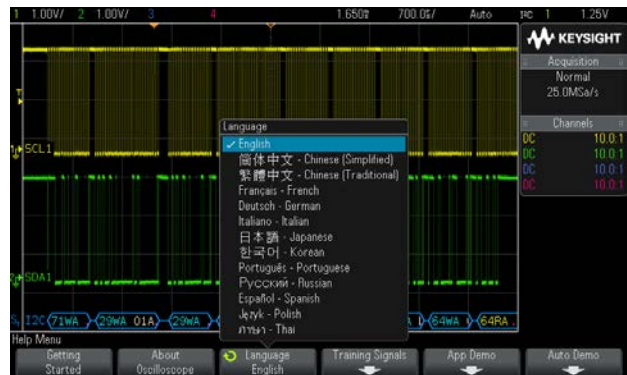 1 1.00V/ 2 1.00V/ 3 4 1.650s 700.0s/ Auto I2C 1 1.25V
KEYSIGHT
Acquisition
Normal
25.0MSa/s
Channels
DC 10.0:1
DC 10.0:1
DC 10.0:1
DC 10.0:1
SCL1
SDA1
Language
English
简体中文 - Chinese (Simplified)
繁體中文 - Chinese (Traditional)
Français - French
Deutsch - German
Italiano - Italian
日本語 - Japanese
한국어 - Korean
Português - Portuguese
Русский - Russian
Español - Spanish
Język - Polish
ภาษา - Thai
S1 I2C 71WA 29WA 01A 29WA 64WA 64RA
Help Menu
Getting Started
About Oscilloscope
Language English
Training Signals
App Demo
Auto Demo